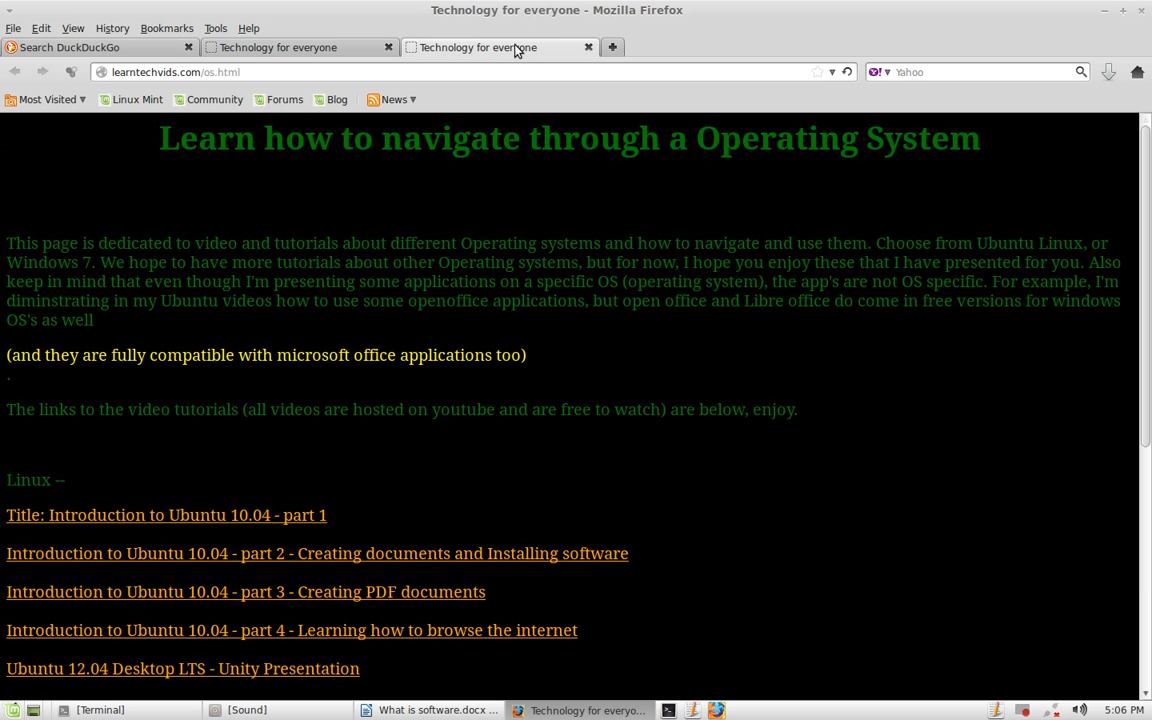 Technology for everyone - Mozilla Firefox
File Edit View History Bookmarks Tools Help
Search DuckDuckGo
Technology for everyone
Technology for everyone
learntechvids.com/os.html
Yahoo
Most Visited
Linux Mint
Community
Forums
Blog
News
Learn how to navigate through a Operating System
This page is dedicated to video and tutorials about different Operating systems and how to navigate and use them. Choose from Ubuntu Linux, or
Windows 7. We hope to have more tutorials about other Operating systems, but for now, I hope you enjoy these that I have presented for you. Also
keep in mind that even though I'm presenting some applications on a specific OS (operating system), the app's are not OS specific. For example, I'm
diminstrating in my Ubuntu videos how to use some openoffice applications, but open office and Libre office do come in free versions for windows
OS's as well
(and they are fully compatible with microsoft office applications too)
.
The links to the video tutorials (all videos are hosted on youtube and are free to watch) are below, enjoy.
Linux --
Title: Introduction to Ubuntu 10.04 - part 1
Introduction to Ubuntu 10.04 - part 2 - Creating documents and Installing software
Introduction to Ubuntu 10.04 - part 3 - Creating PDF documents
Introduction to Ubuntu 10.04 - part 4 - Learning how to browse the internet
Ubuntu 12.04 Desktop LTS - Unity Presentation
[Terminal]
[Sound]
What is software.docx ...
Technology for everyo...
5:06 PM